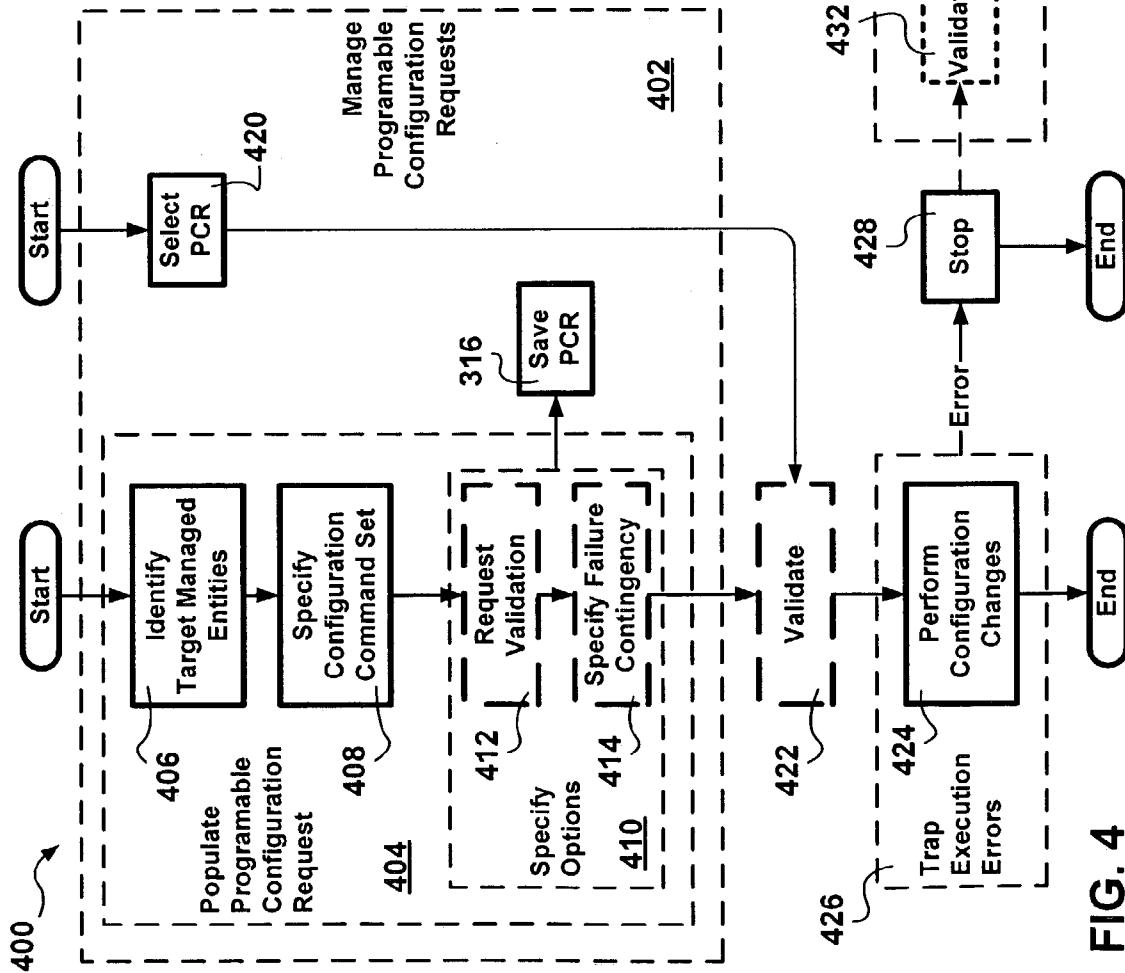 400
Start
Start
Populate
Programable
Configuration
Request
404
406
Identify
Target Managed
Entities
408
Specify
Configuration
Command Set
Specify
Options
410
412
Request
Validation
414
Specify Failure
Contingency
316
Save
PCR
Select
PCR
420
Manage
Programable
Configuration
Requests
402
422
Validate
426
Trap
Execution
Errors
424
Perform
Configuration
Changes
Error
428
Stop
432
End
End
FIG. 4